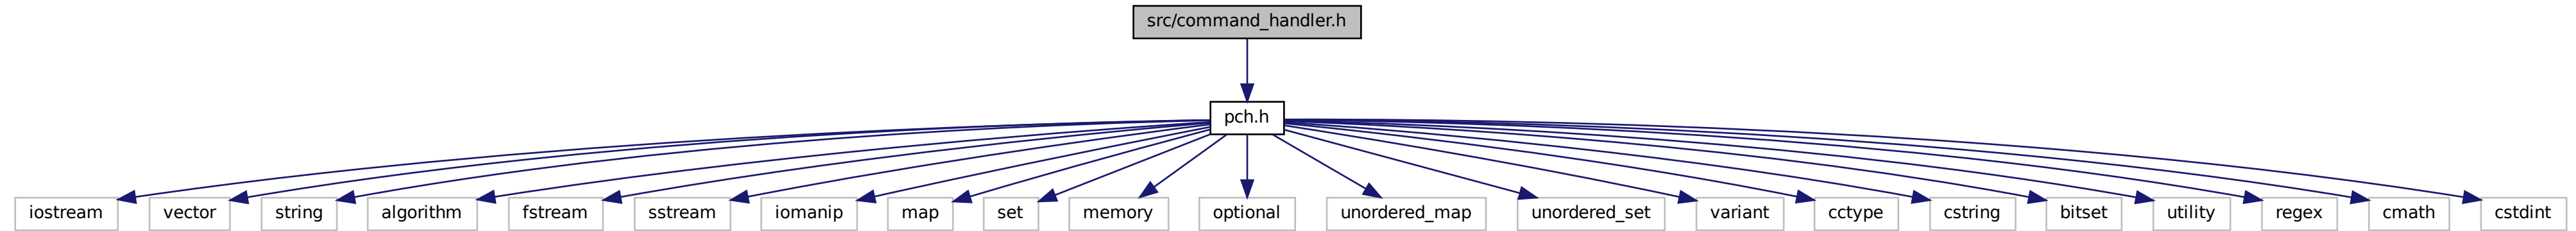 src/command_handler.h
pch.h
iostream
vector
string
algorithm
fstream
sstream
iomanip
map
set
memory
optional
unordered_map
unordered_set
variant
cctype
cstring
bitset
utility
regex
cmath
cstdint